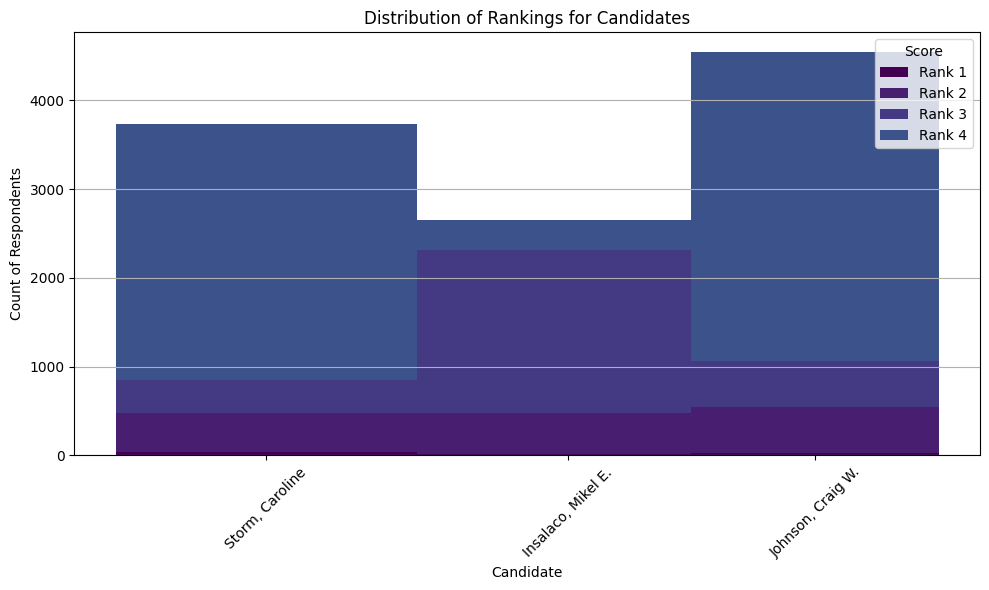 Distribution of Rankings for Candidates
Score
Rank 1
Rank 2
Rank 3
Rank 4
Count of Respondents
4000
3000
2000
1000
0
Storm, Caroline
Insalaco, Mikel E.
Johnson, Craig W.
Candidate